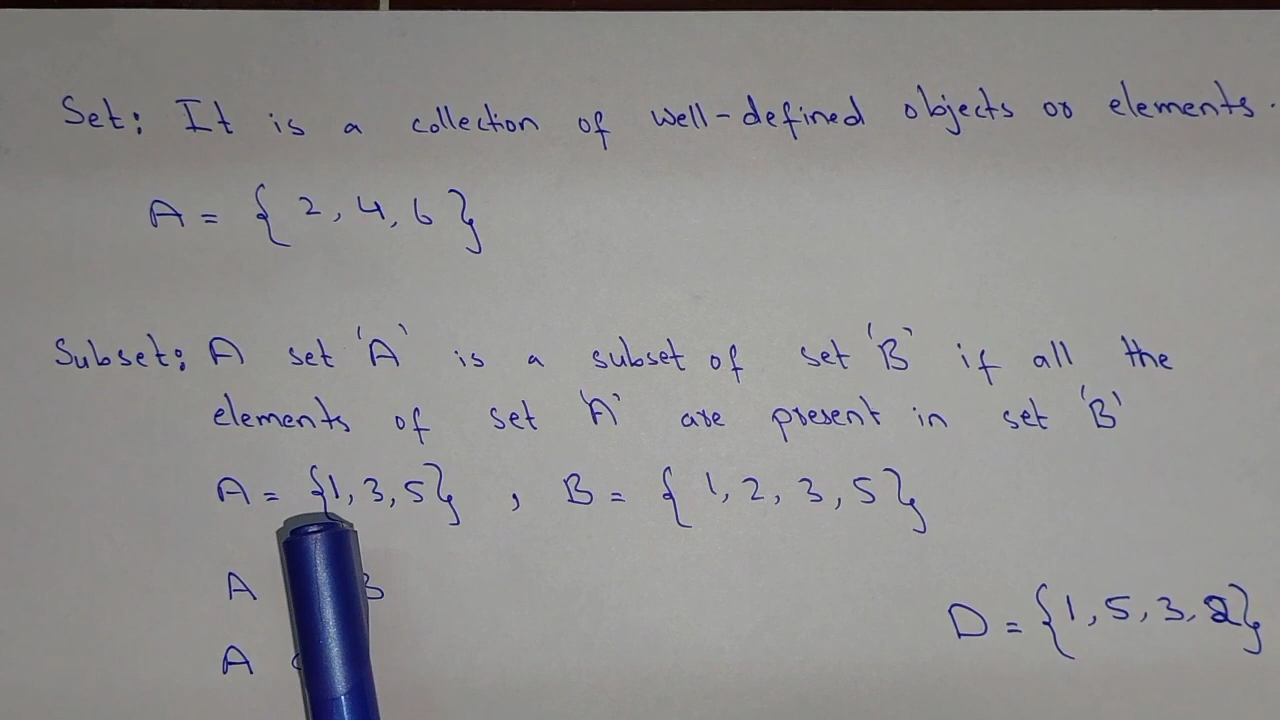 Set: It is a collection of well-defined objects or elements.
A = { 2, 4, 6 }
Subset: A set 'A' is a subset of set 'B' if all the
elements of set 'A' are present in set 'B'
A = {1, 3, 5} , B = { 1, 2, 3, 5 }
A B
D = {1, 5, 3, 2}
A